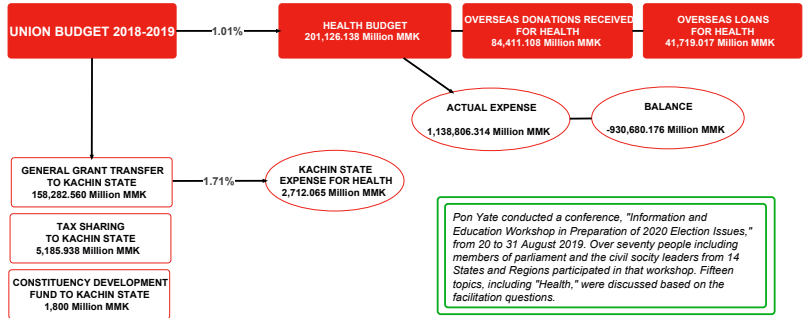 UNION BUDGET 2018-2019
1.01%
HEALTH BUDGET
201,126.138 Million MMK
OVERSEAS DONATIONS RECEIVED
FOR HEALTH
84,411.108 Million MMK
OVERSEAS LOANS
FOR HEALTH
41,719.017 Million MMK
ACTUAL EXPENSE
1,138,806.314 Million MMK
BALANCE
-930,680.176 Million MMK
GENERAL GRANT TRANSFER
TO KACHIN STATE
158,282.560 Million MMK
1.71%
KACHIN STATE
EXPENSE FOR HEALTH
2,712.065 Million MMK
TAX SHARING
TO KACHIN STATE
5,185.938 Million MMK
CONSTITUENCY DEVELOPMENT
FUND TO KACHIN STATE
1,800 Million MMK
Pon Yate conducted a conference, "Information and
Education Workshop in Preparation of 2020 Election Issues,"
from 20 to 31 August 2019. Over seventy people including
members of parliament and the civil socity leaders from 14
States and Regions participated in that workshop. Fifteen
topics, including "Health," were discussed based on the
facilitation questions.